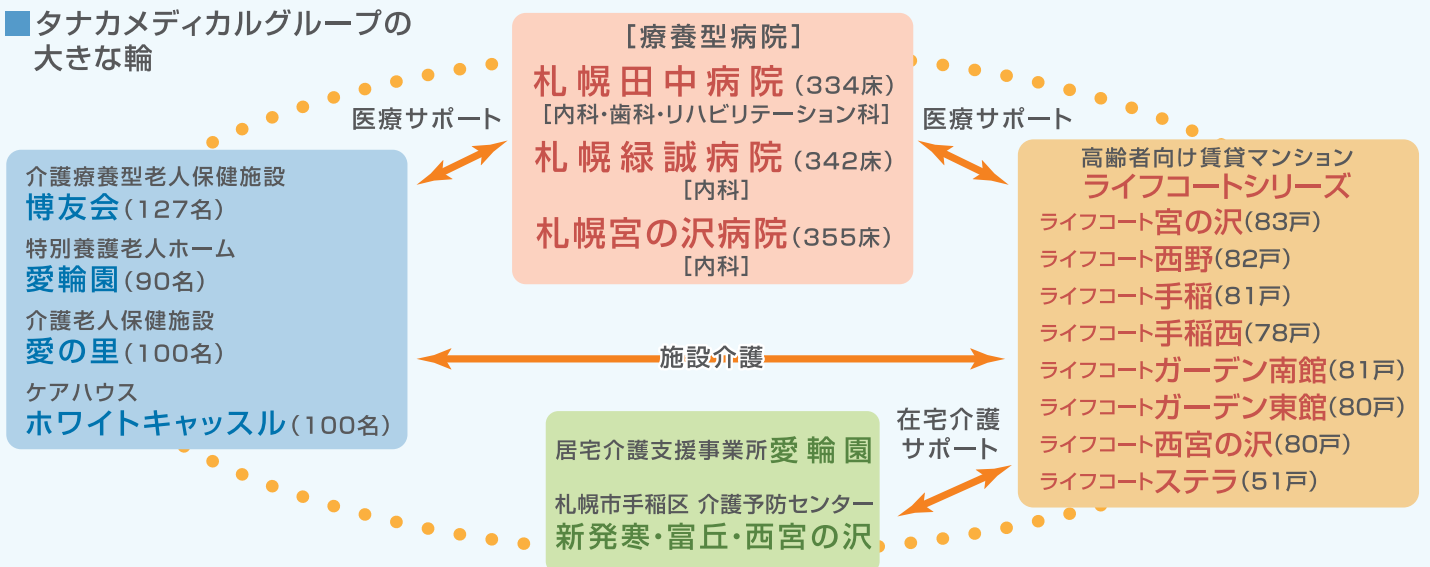 タナカメディカルグループの
大きな輪
[療養型病院]
札幌田中病院(334床)
[内科・歯科・リハビリテーション科]
札幌緑誠病院(342床)
[内科]
札幌宮の沢病院(355床)
[内科]
医療サポート
医療サポート
介護療養型老人保健施設
博友会(127名)
特別養護老人ホーム
愛輪園(90名)
介護老人保健施設
愛の里(100名)
ケアハウス
ホワイトキャッスル(100名)
高齢者向け賃貸マンション
ライフコートシリーズ
ライフコート宮の沢(83戸)
ライフコート西野(82戸)
ライフコート手稲(81戸)
ライフコート手稲西(78戸)
ライフコートガーデン南館(81戸)
ライフコートガーデン東館(80戸)
ライフコート西宮の沢(80戸)
ライフコートステラ(51戸)
施設介護
在宅介護
サポート
居宅介護支援事業所愛輪園
札幌市手稲区 介護予防センター
新発寒・富丘・西宮の沢